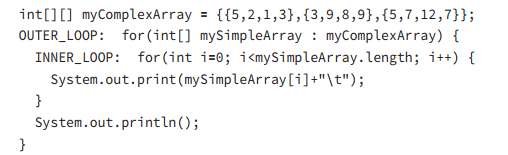 int[][] myComplexArray = {{5,2,1,3},{3,9,8,9},{5,7,12,7}};
OUTER_LOOP:  for(int[] mySimpleArray : myComplexArray) {
  INNER_LOOP:  for(int i=0; i<mySimpleArray.length; i++) {
    System.out.print(mySimpleArray[i]+"\t");
  }
  System.out.println();
}